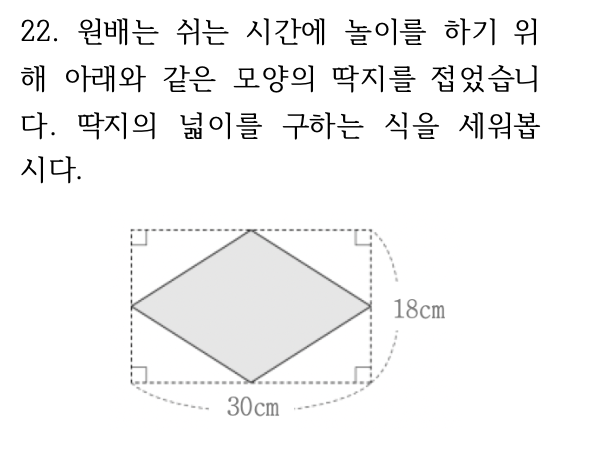 22. 원배는 쉬는 시간에 놀이를 하기 위
해 아래와 같은 모양의 딱지를 접었습니
다. 딱지의 넓이를 구하는 식을 세워봅
시다.
18cm
30cm